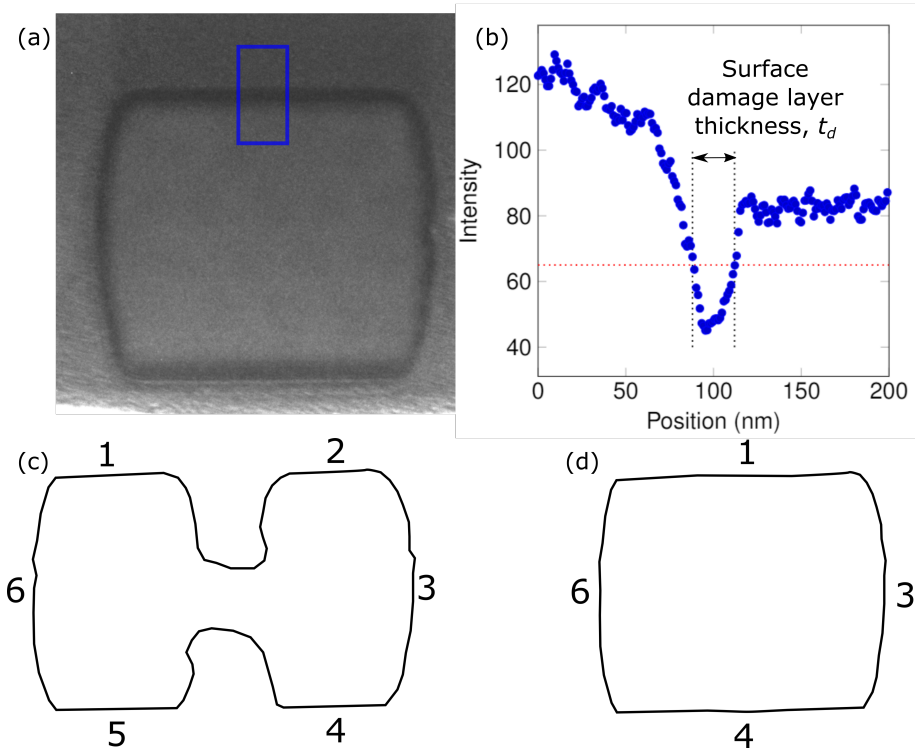 (a)
(b)
120
100
80
60
40
Intensity
Surface
damage layer
thickness, t_d
0
50
100
150
200
Position (nm)
(c)
1
2
3
4
5
6
(d)
1
3
4
6